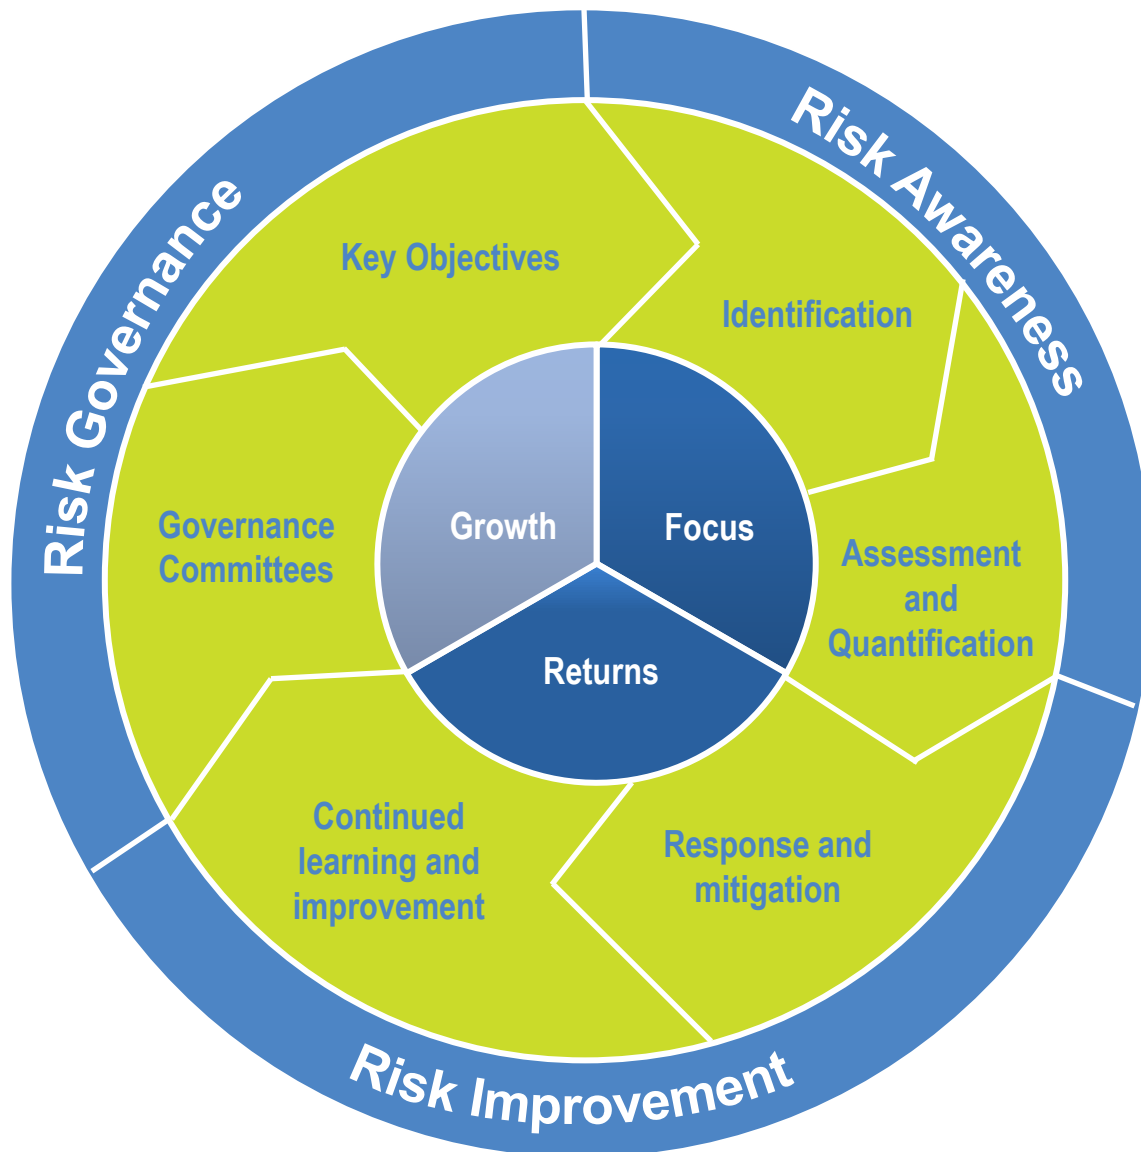 Risk Governance
Risk Awareness
Risk Improvement
Key Objectives
Identification
Assessment
and
Quantification
Response and
mitigation
Continued
learning and
improvement
Governance
Committees
Growth
Focus
Returns